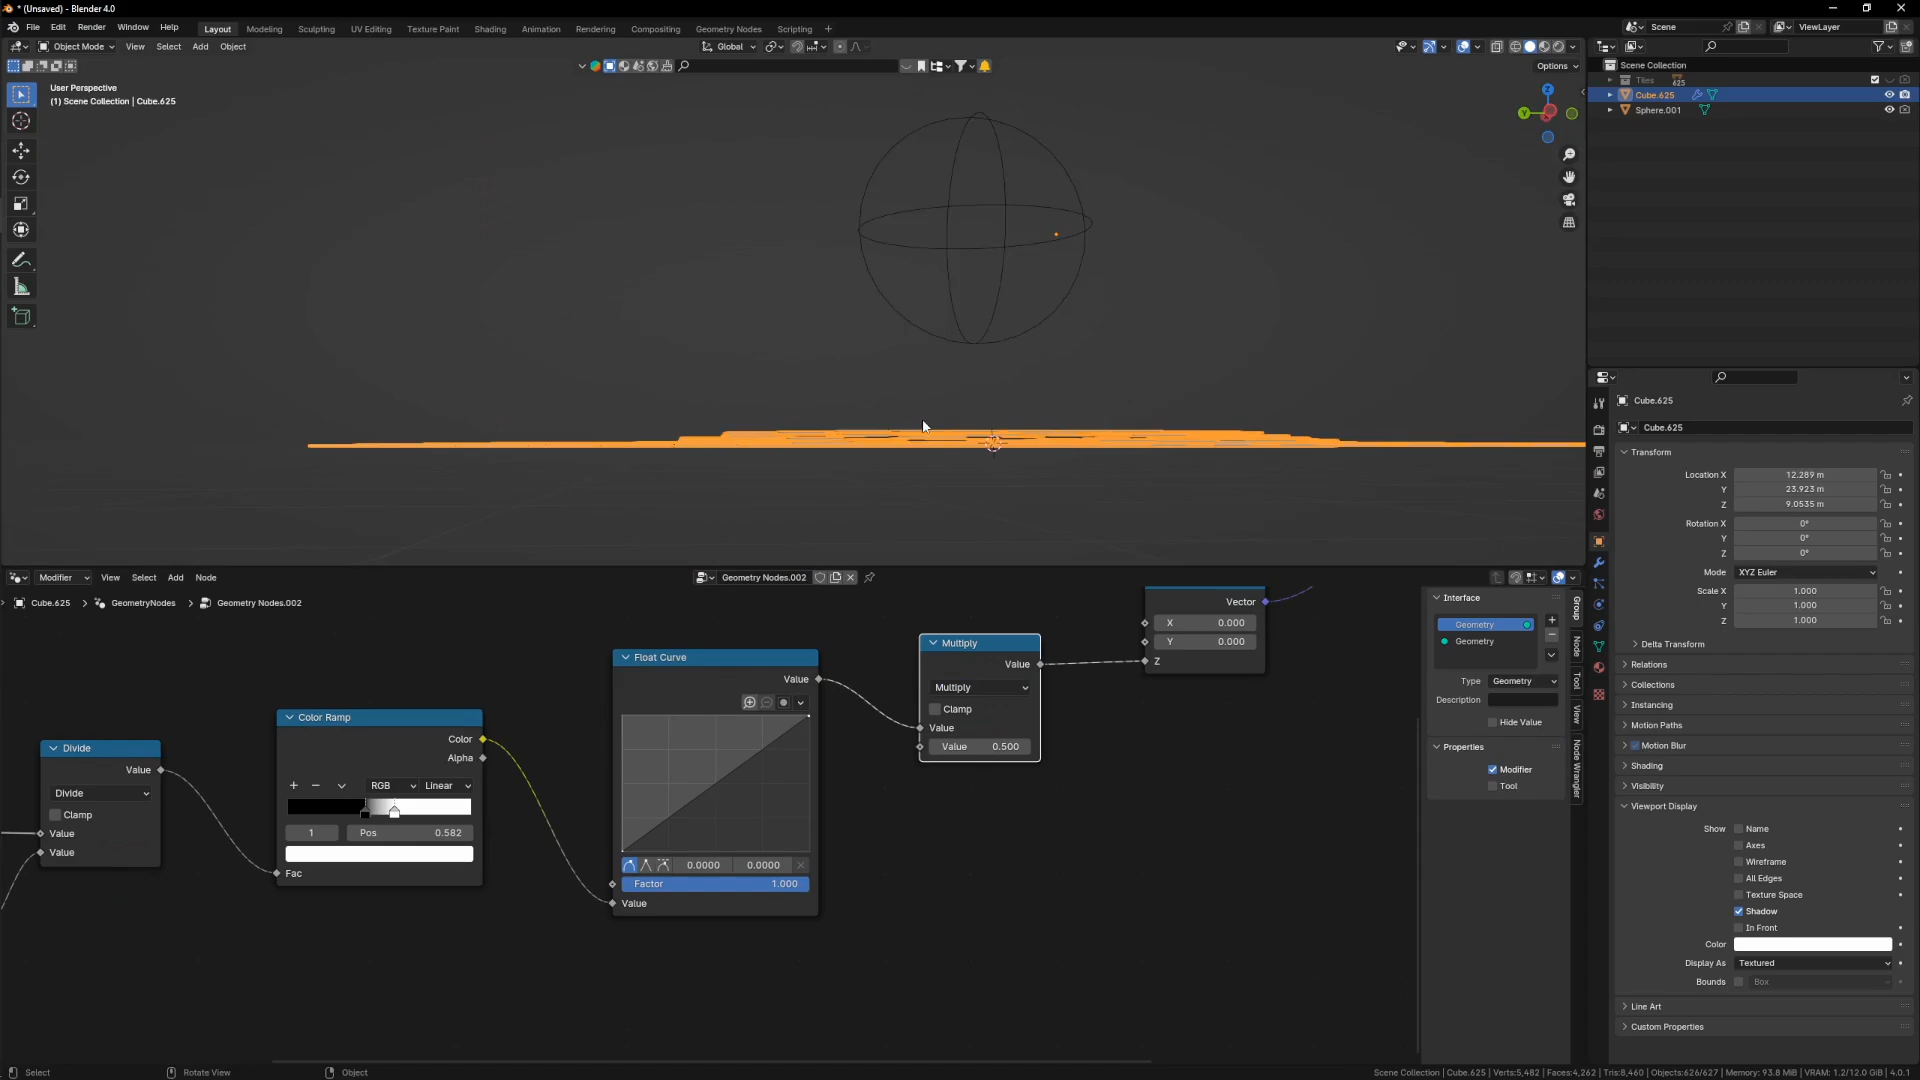 * (Unsaved) - Blender 4.0
File Edit Render Window Help Layout Modeling Sculpting UV Editing Texture Paint Shading Animation Rendering Compositing Geometry Nodes Scripting + Scene ViewLayer
Object Mode View Select Add Object Global
Options
User Perspective
(1) Scene Collection | Cube.625
Z
Y
Scene Collection
Tiles 625
Cube.625
Sphere.001
Cube.625
Cube.625
Transform
Location X 12.289 m
Y 23.923 m
Z 9.0535 m
Rotation X 0°
Y 0°
Z 0°
Mode XYZ Euler
Scale X 1.000
Y 1.000
Z 1.000
Delta Transform
Relations
Collections
Instancing
Motion Paths
Motion Blur
Shading
Visibility
Viewport Display
Show Name
Axes
Wireframe
All Edges
Texture Space
Shadow
In Front
Color
Display As Textured
Bounds Box
Line Art
Custom Properties
Modifier View Select Add Node Geometry Nodes.002
Cube.625 GeometryNodes Geometry Nodes.002
Divide
Value
Divide
Clamp
Value
Value
Color Ramp
Color
Alpha
RGB Linear
1 Pos 0.582
Fac
Float Curve
Value
0.0000 0.0000
Factor 1.000
Value
Multiply
Value
Multiply
Clamp
Value
Value 0.500
Vector
X 0.000
Y 0.000
Z
Interface
Geometry
Geometry
Type Geometry
Description
Hide Value
Properties
Modifier
Tool
Group
Node
Tool
View
Node Wrangler
Select Rotate View Object
Scene Collection | Cube.625 | Verts:5,482 | Faces:4,262 | Tris:8,460 | Objects:626/627 | Memory: 93.8 MiB | VRAM: 1.2/12.0 GiB | 4.0.1